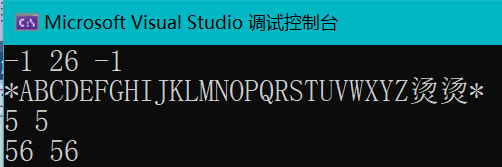 Microsoft Visual Studio 调试控制台
-1 26 -1
*ABCDEFGHIJKLMNOPQRSTUVWXYZ烫烫*
5 5
56 56